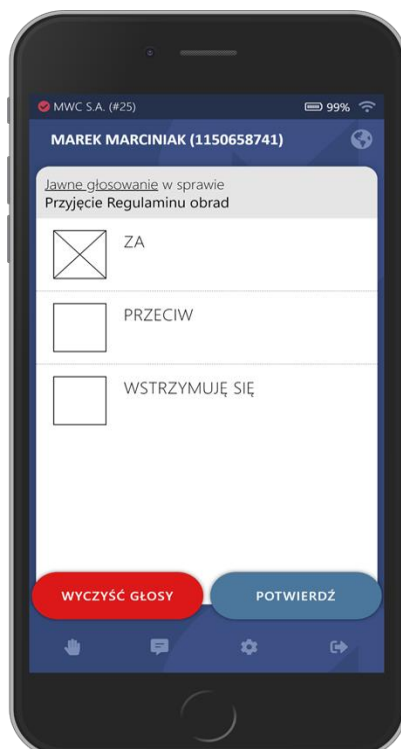 MWC S.A. (#25) 99%
MAREK MARCINIAK (1150658741)
Jawne głosowanie w sprawie
Przyjęcie Regulaminu obrad
ZA
PRZECIW
WSTRZYMUJĘ SIĘ
WYCZYŚĆ GŁOSY POTWIERDŹ